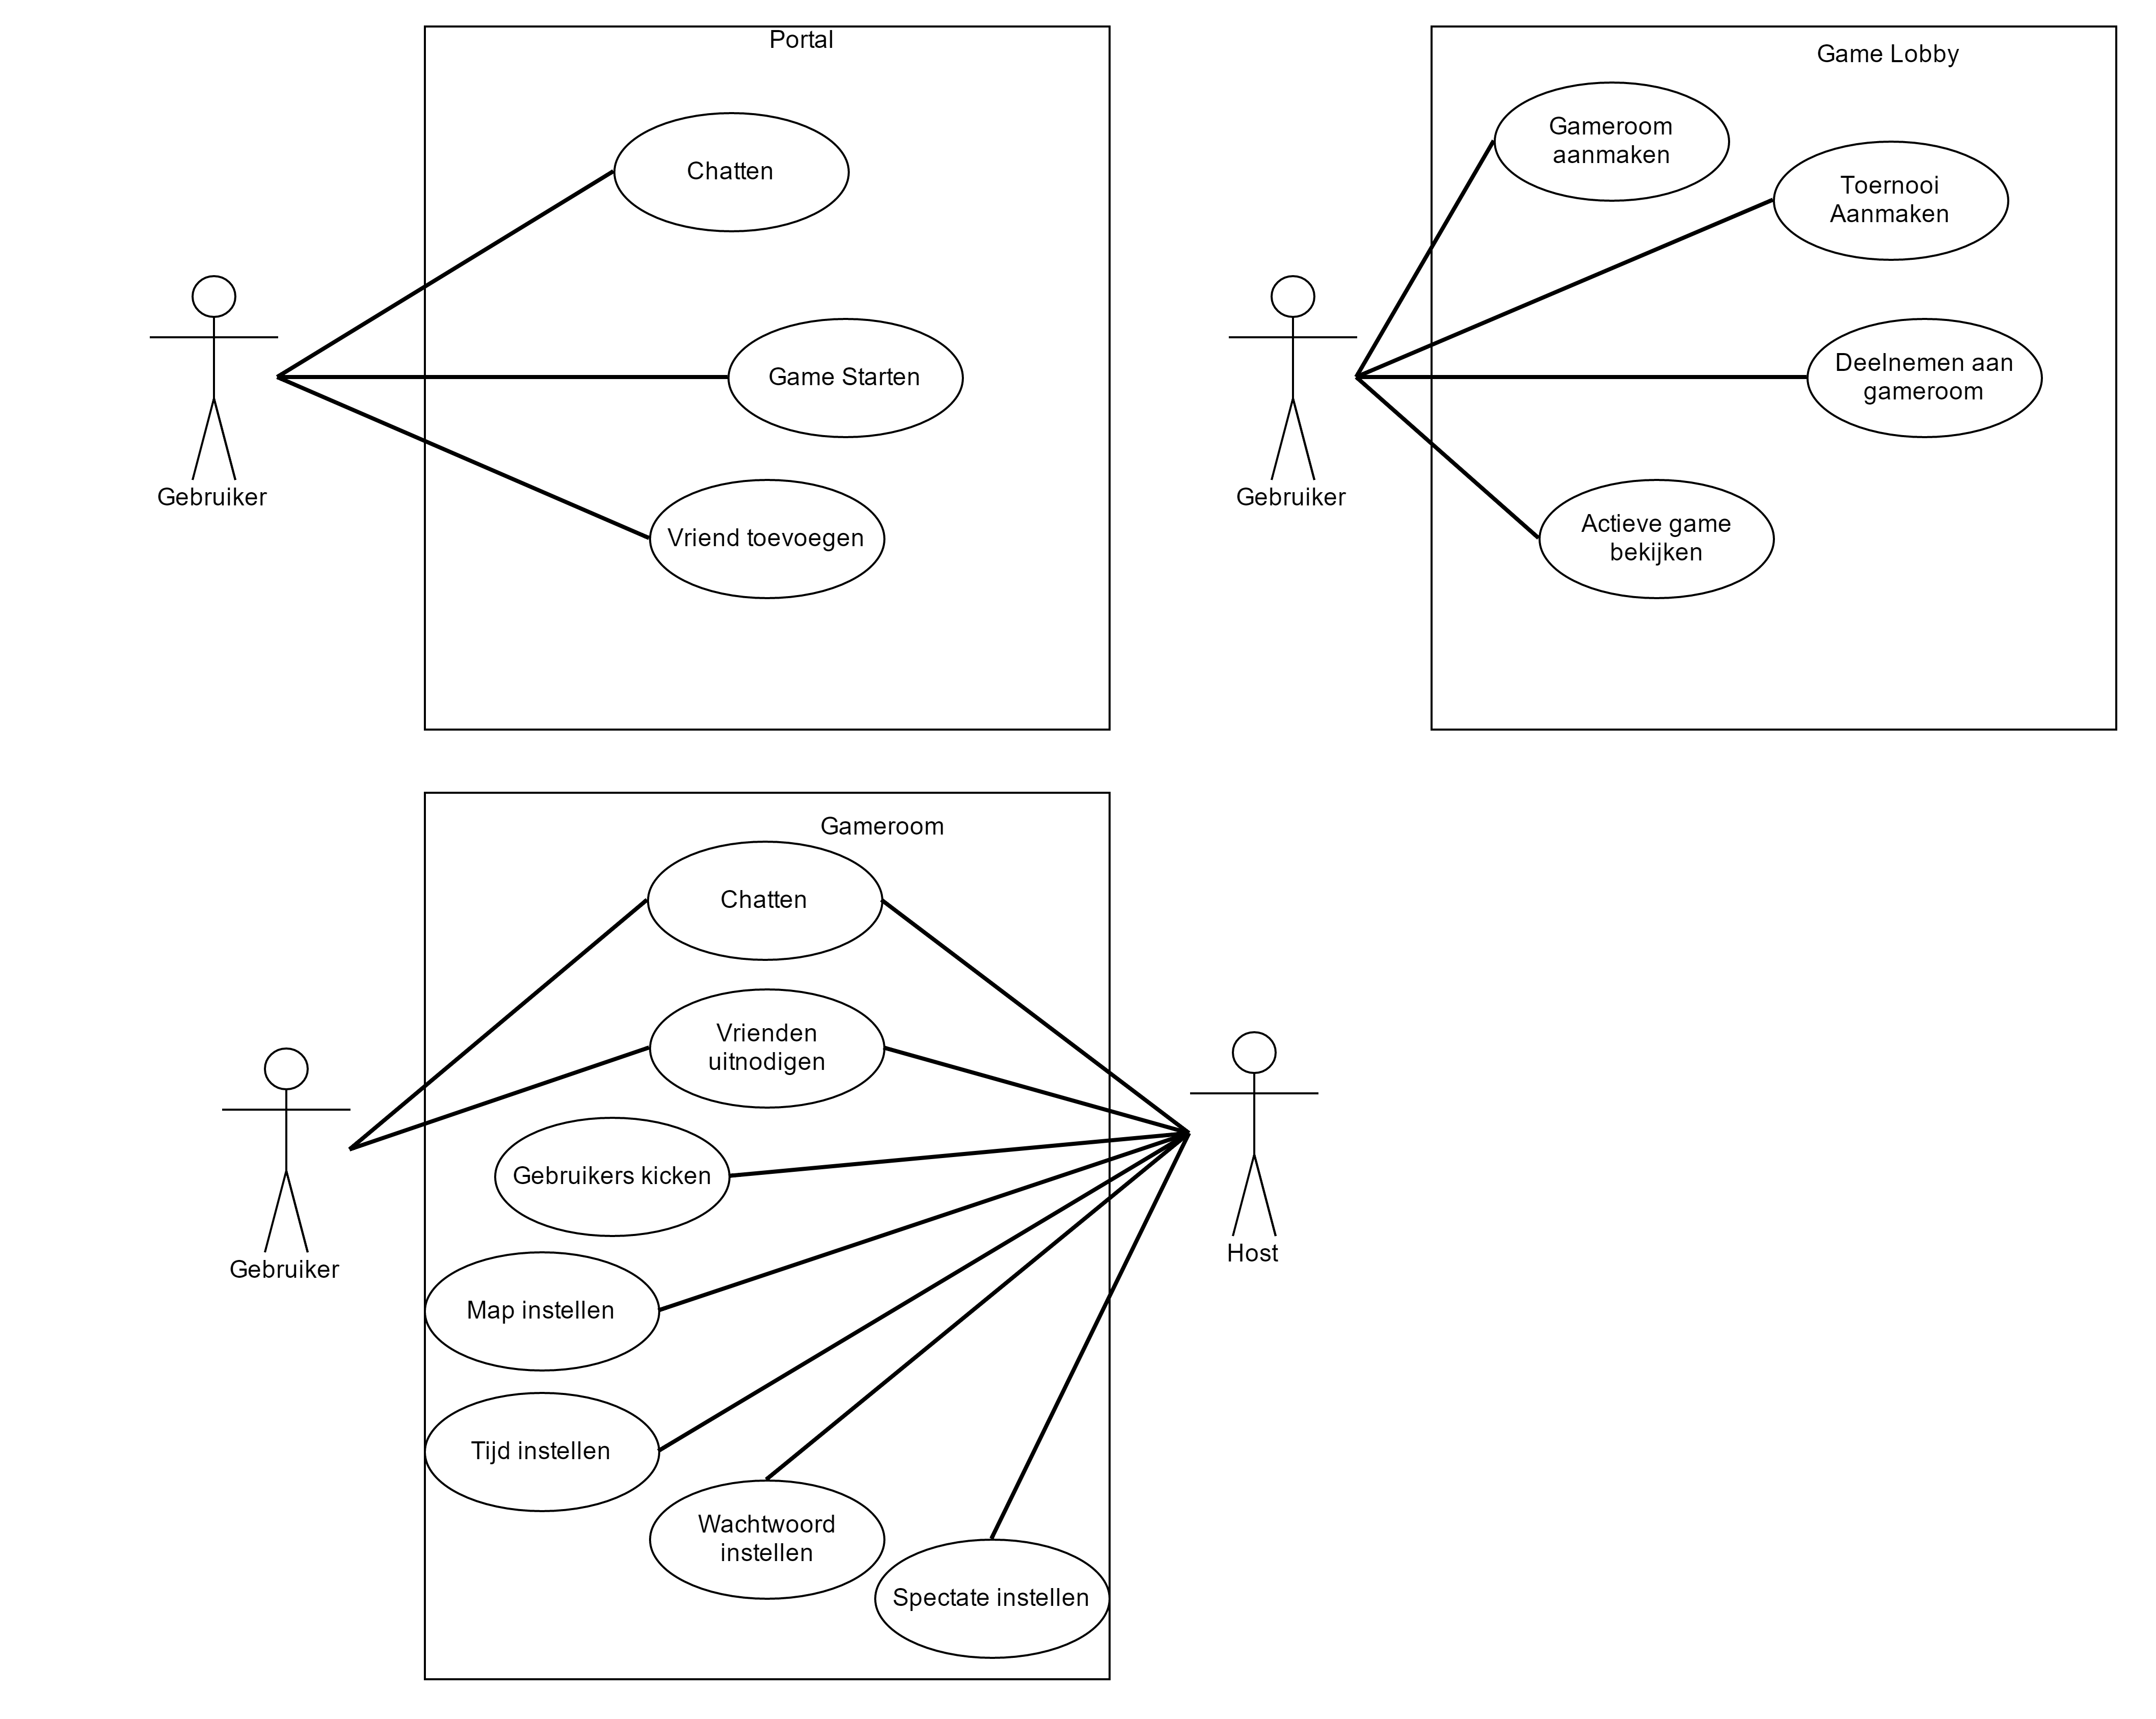 Portal
Chatten
Game Starten
Vriend toevoegen
Gebruiker
Game Lobby
Gameroom
aanmaken
Toernooi
Aanmaken
Deelnemen aan
gameroom
Actieve game
bekijken
Gebruiker
Gameroom
Chatten
Vrienden
uitnodigen
Gebruikers kicken
Map instellen
Tijd instellen
Wachtwoord
instellen
Spectate instellen
Gebruiker
Host